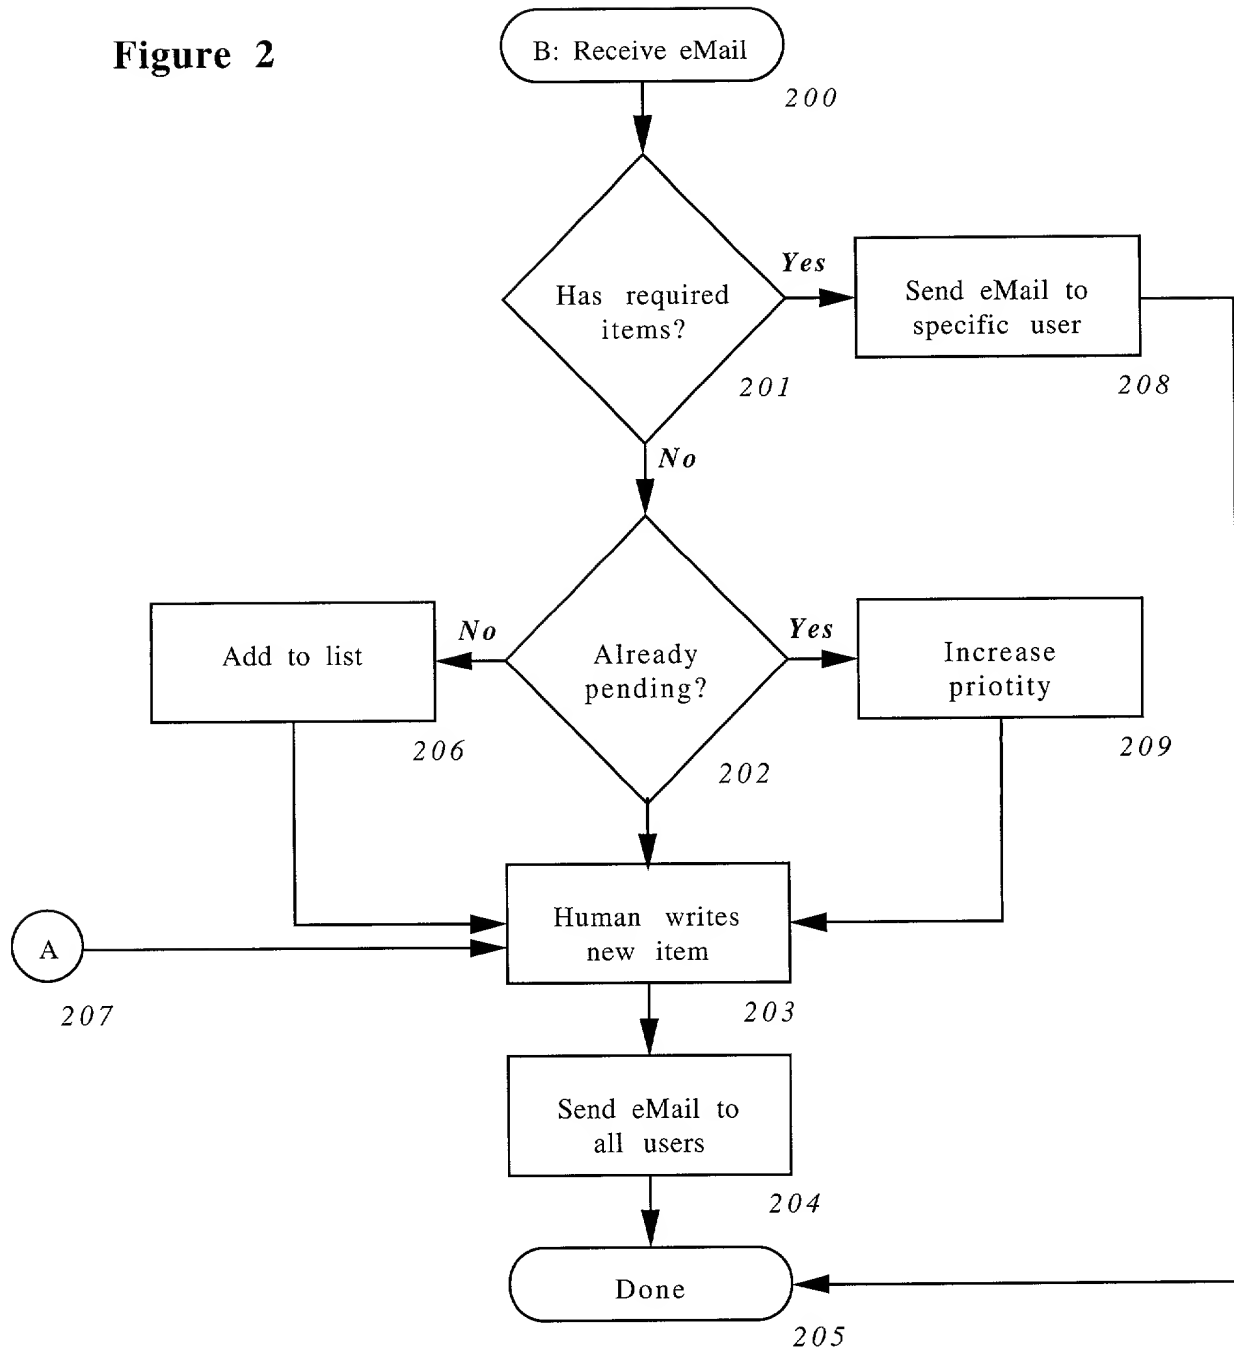 Figure 2
B: Receive eMail
200
Has required
items?
201
Yes
Send eMail to
specific user
208
No
Already
pending?
202
No
Add to list
206
Yes
Increase
priotity
209
A
207
Human writes
new item
203
Send eMail to
all users
204
Done
205